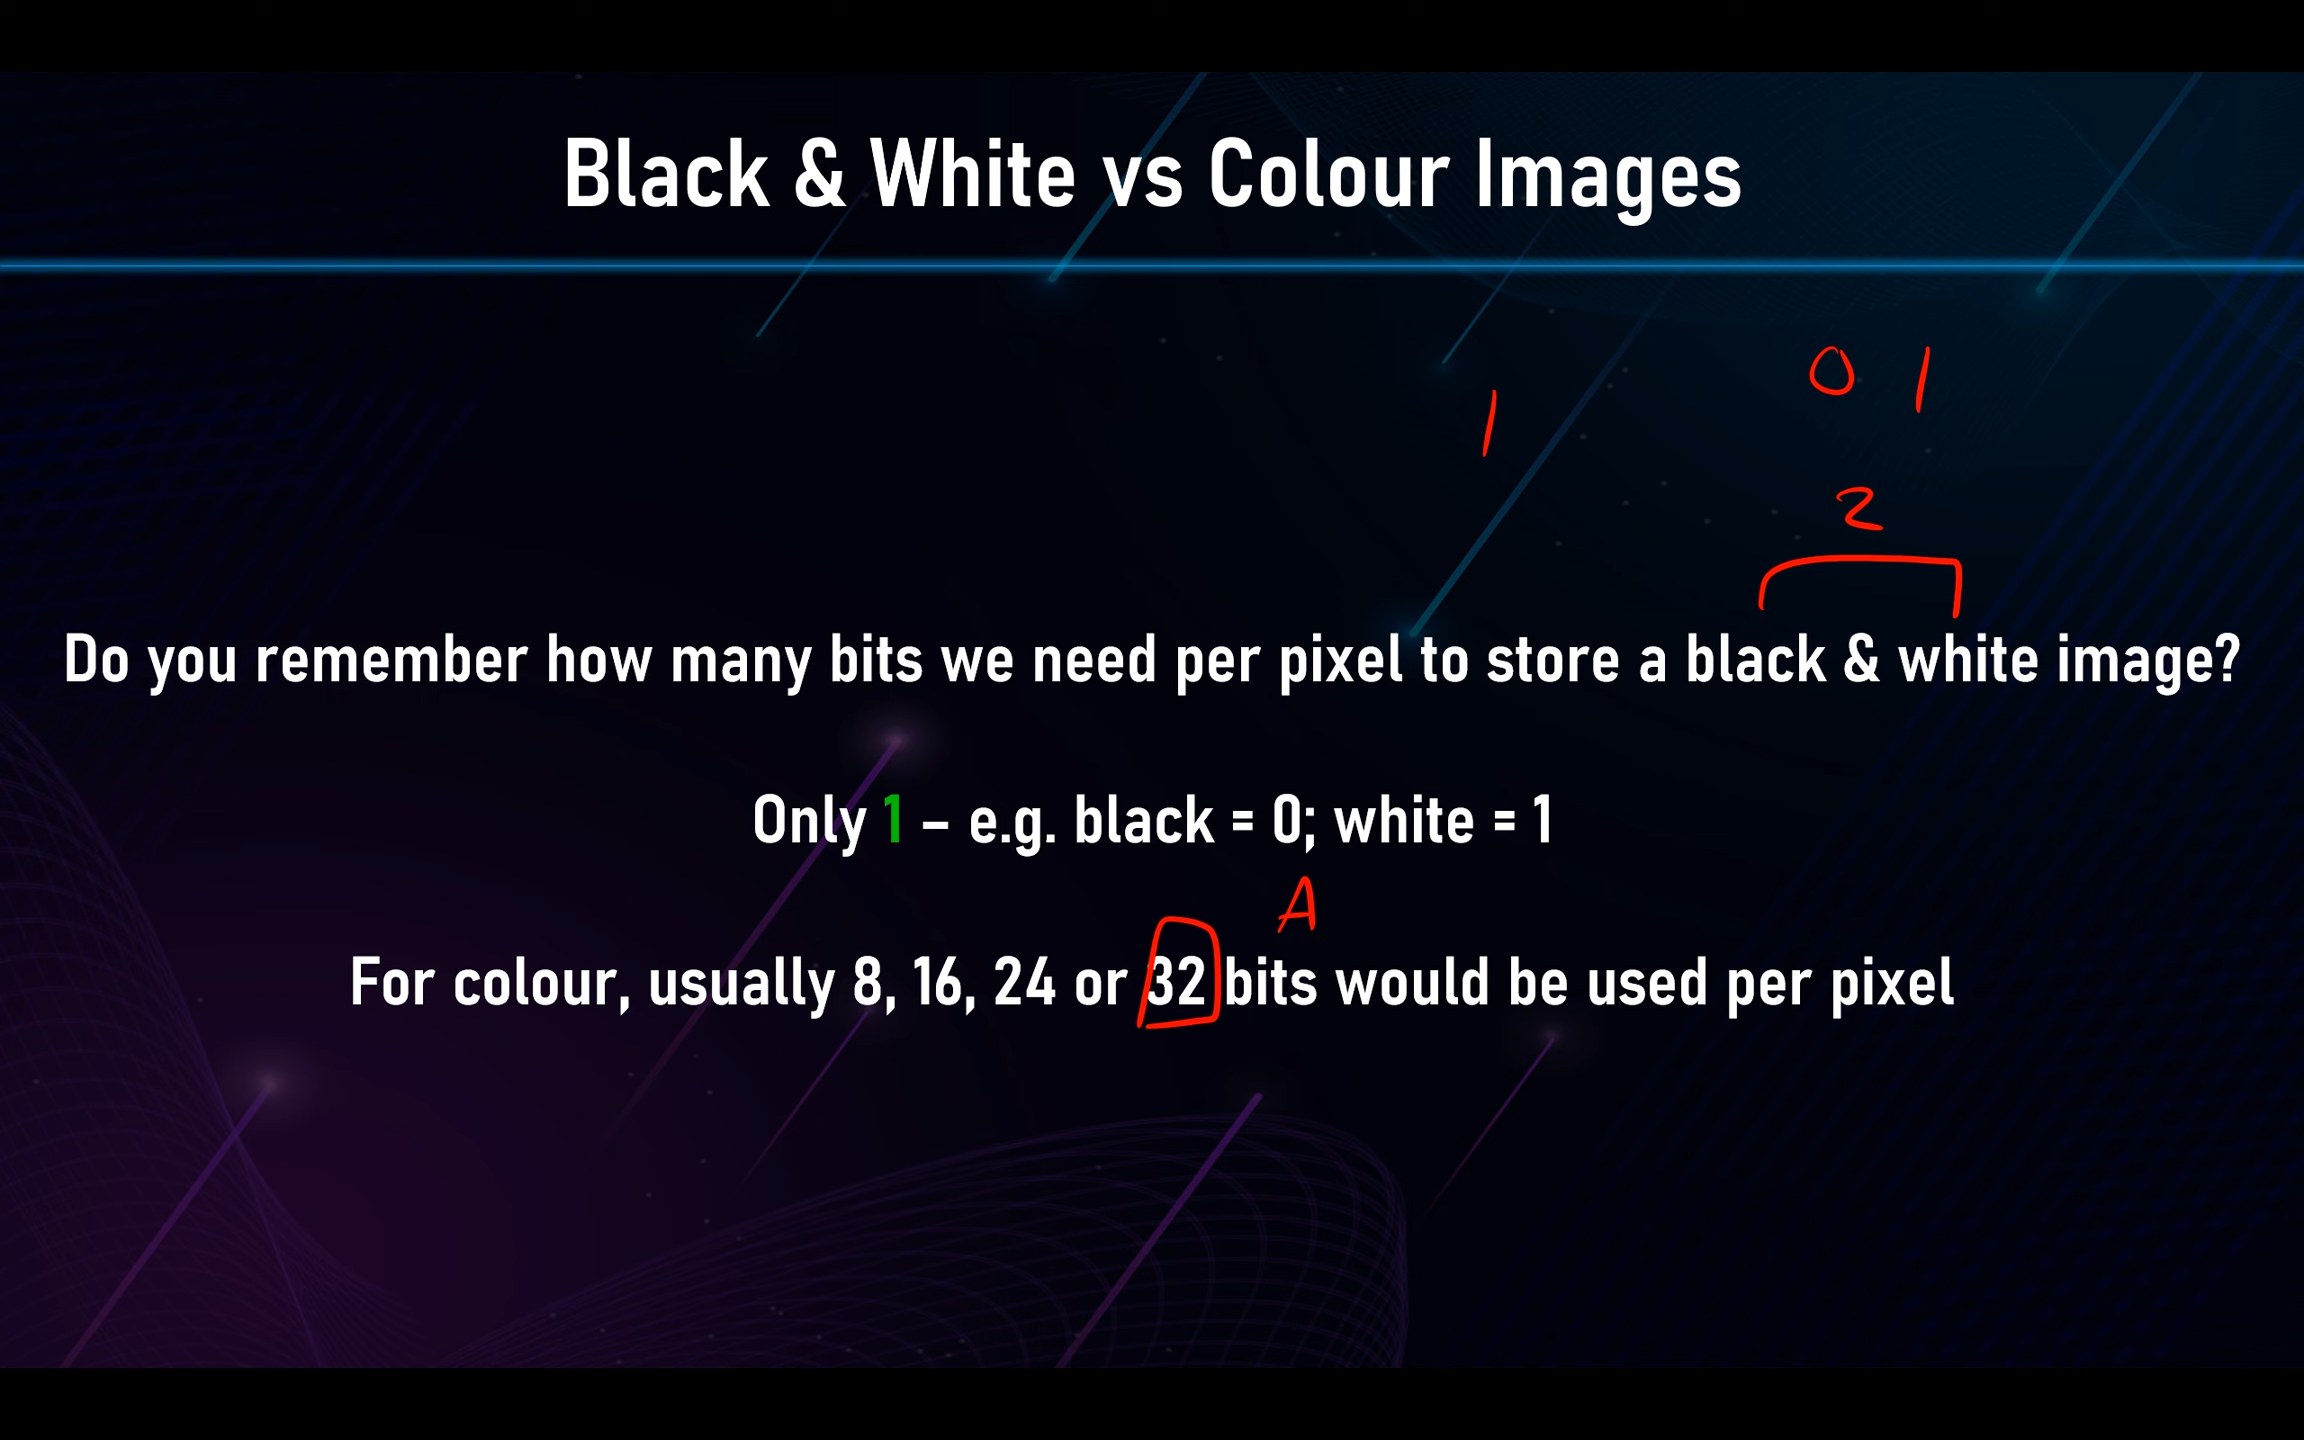 Black & White vs Colour Images
0 1
1
2
Do you remember how many bits we need per pixel to store a black & white image?
Only 1 – e.g. black = 0; white = 1
A
For colour, usually 8, 16, 24 or 32 bits would be used per pixel